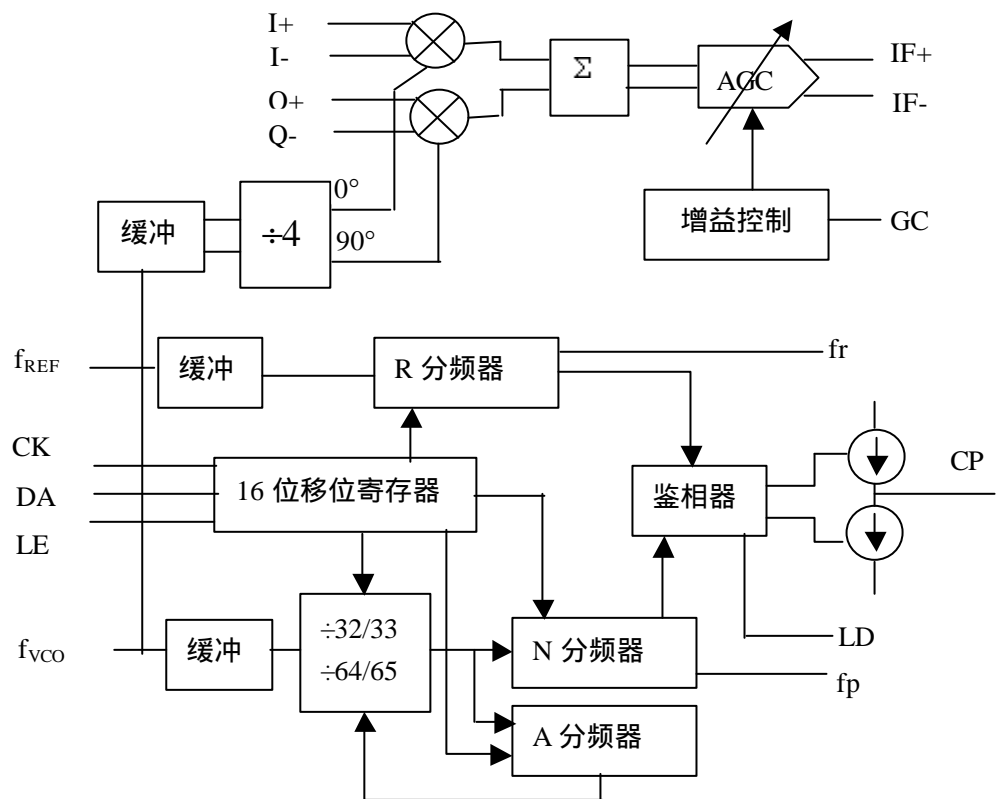 I+
I-
Q+
Q-
Σ
AGC
IF+
IF-
0°
90°
÷4
缓冲
增益控制
GC
fREF
缓冲
R 分频器
fr
CK
DA
LE
16 位移位寄存器
鉴相器
CP
fVCO
缓冲
÷32/33
÷64/65
N 分频器
LD
fp
A 分频器